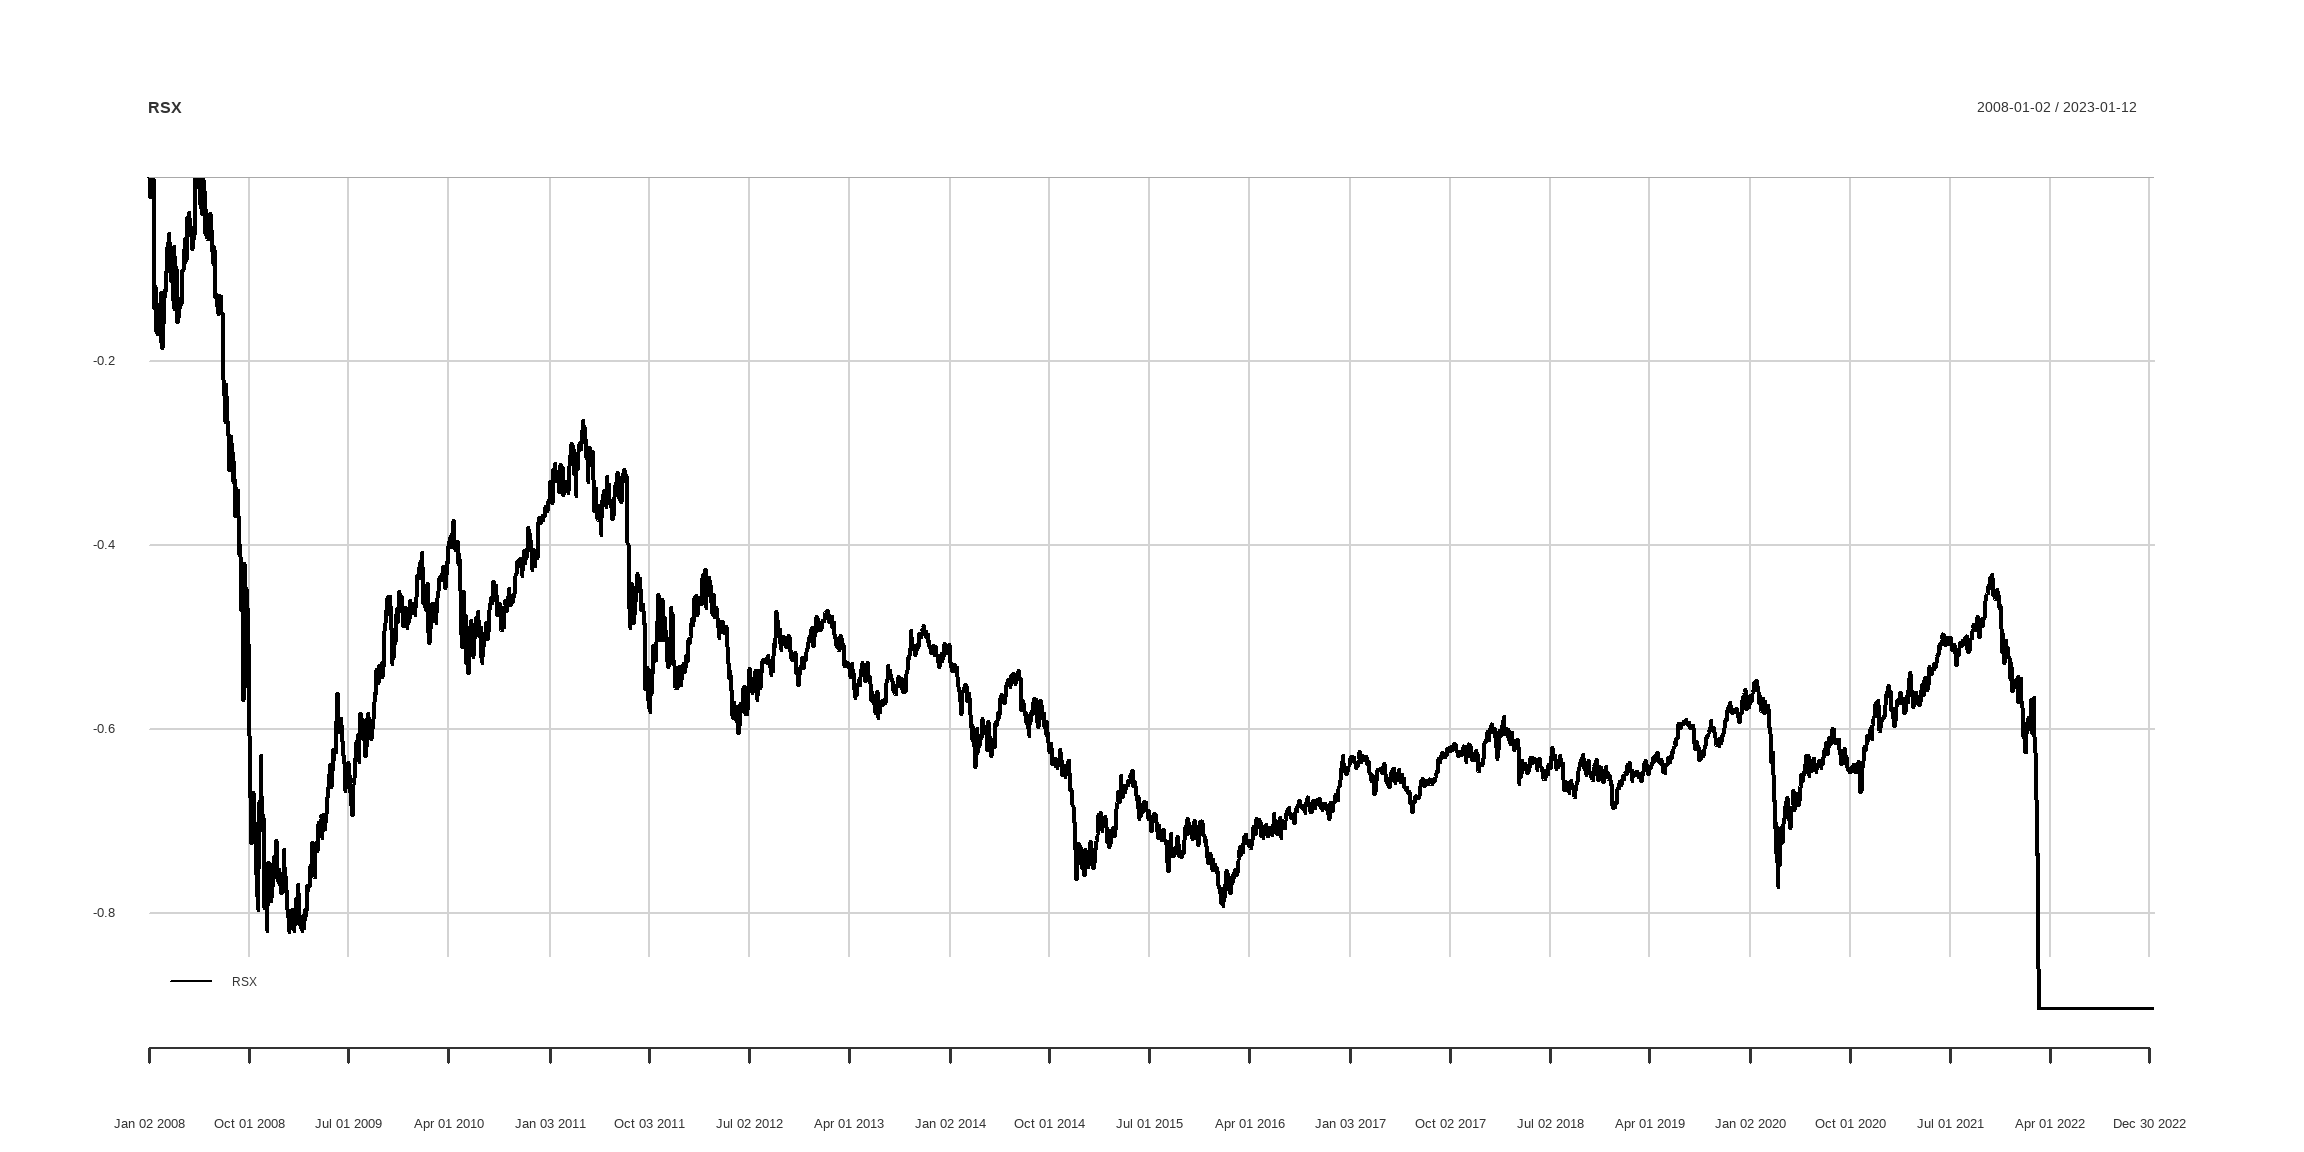 RSX
2008-01-02 / 2023-01-12
-0.2
-0.4
-0.6
-0.8
RSX
Jan 02 2008 Oct 01 2008 Jul 01 2009 Apr 01 2010 Jan 03 2011 Oct 03 2011 Jul 02 2012 Apr 01 2013 Jan 02 2014 Oct 01 2014 Jul 01 2015 Apr 01 2016 Jan 03 2017 Oct 02 2017 Jul 02 2018 Apr 01 2019 Jan 02 2020 Oct 01 2020 Jul 01 2021 Apr 01 2022 Dec 30 2022